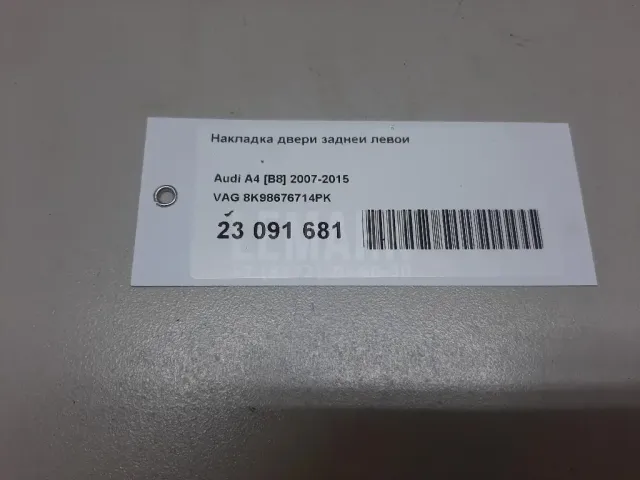 Накладка двери задней левой
Audi A4 [B8] 2007-2015
VAG 8K98676714PK
23 091 681